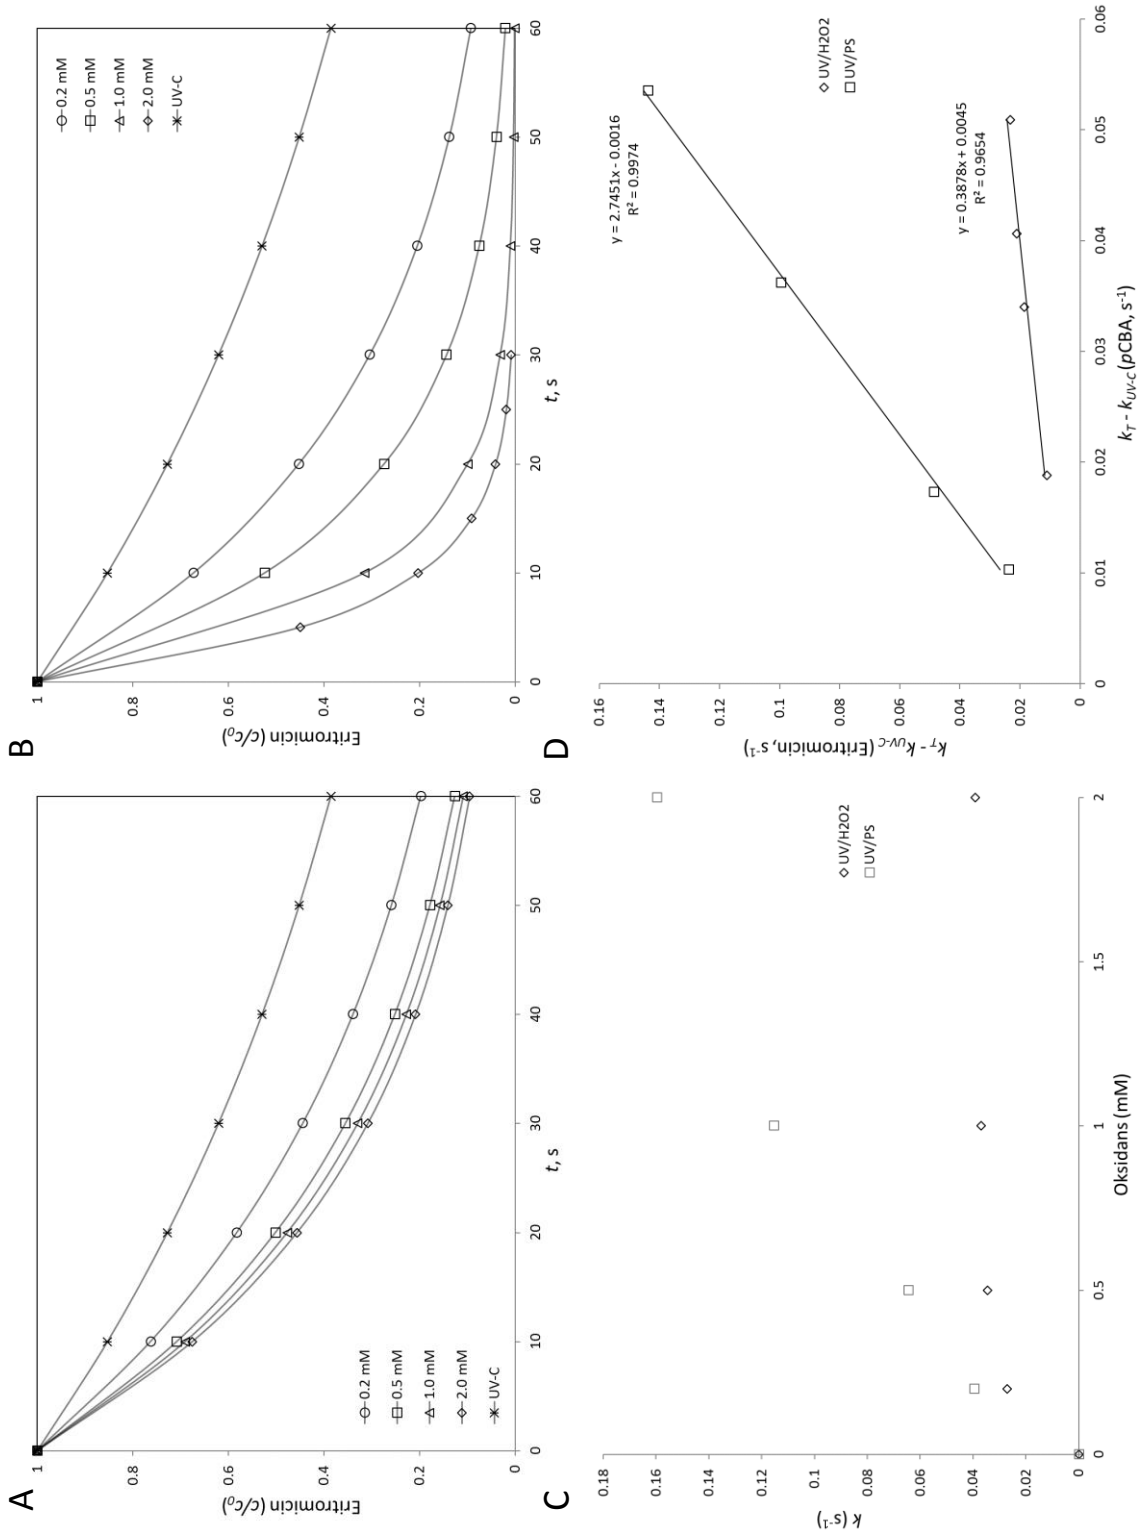 A
1
0.8
0.6
0.4
0.2
0
Eritromicin (c/c0)
0
10
20
30
40
50
60
t, s
0.2 mM
0.5 mM
1.0 mM
2.0 mM
UV-C
B
1
0.8
0.6
0.4
0.2
0
Eritromicin (c/c0)
0
10
20
30
40
50
60
t, s
0.2 mM
0.5 mM
1.0 mM
2.0 mM
UV-C
C
0.18
0.16
0.14
0.12
0.1
0.08
0.06
0.04
0.02
0
k (s-1)
0
0.5
1
1.5
2
Oksidans (mM)
UV/H2O2
UV/PS
D
0.16
0.14
0.12
0.1
0.08
0.06
0.04
0.02
0
kT - kUV-C (Eritromicin, s-1)
0
0.01
0.02
0.03
0.04
0.05
0.06
kT - kUV-C (pCBA, s-1)
y = 2.7451x - 0.0016
R² = 0.9974
y = 0.3878x + 0.0045
R² = 0.9654
UV/H2O2
UV/PS